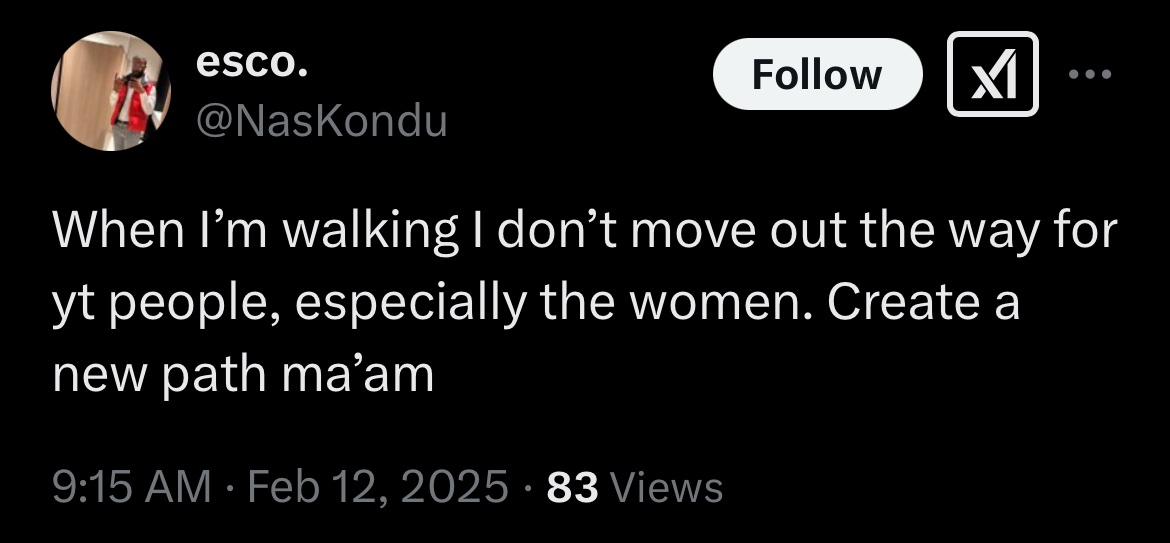 esco.
@NasKondu
Follow
When I’m walking I don’t move out the way for
yt people, especially the women. Create a
new path ma’am
9:15 AM · Feb 12, 2025 · 83 Views